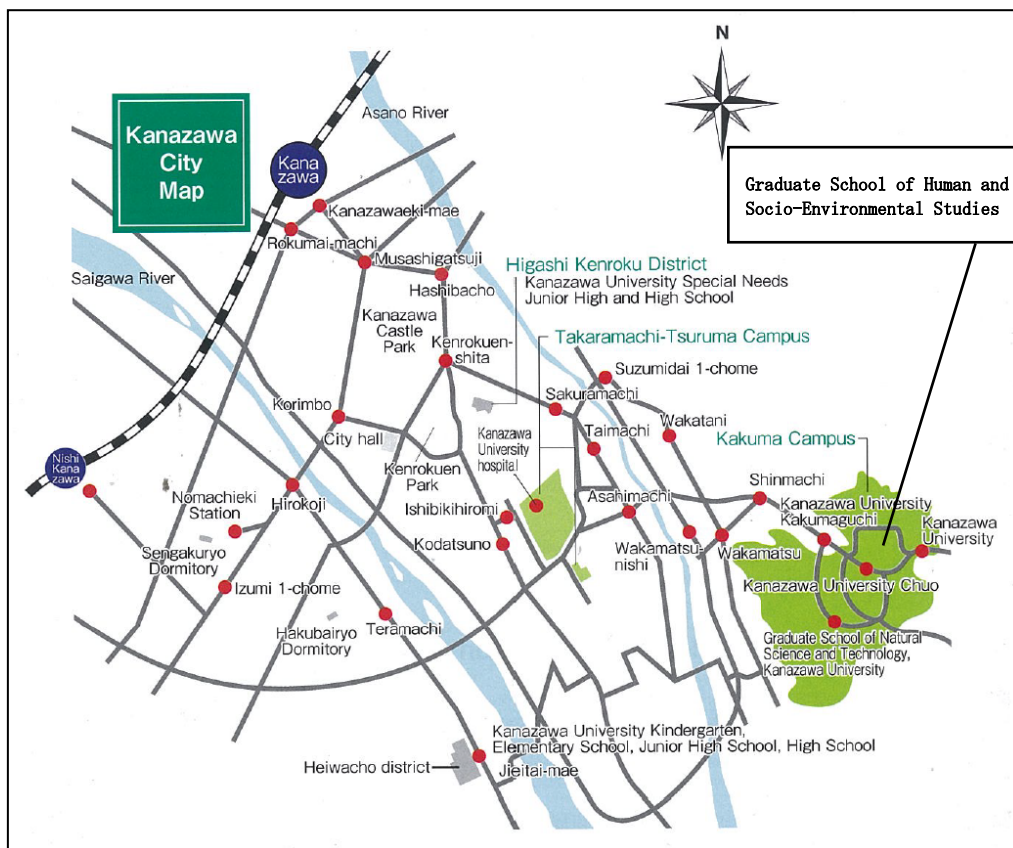 N
Asano River
Kanazawa
City
Map
Kana
zawa
Graduate School of Human and
Socio-Environmental Studies
Kanazawaeki-mae
Rokumai-machi
Musashigatsuji
Saigawa River
Higashi Kenroku District
Kanazawa University Special Needs
Junior High and High School
Hashibacho
Kanazawa
Castle
Park
Kenrokuen-
shita
Takaramachi-Tsuruma Campus
Suzumidai 1-chome
Korimbo
Sakuramachi
City hall
Kanazawa
University
hospital
Taimachi
Wakatani
Kakuma Campus
Kenrokuen
Park
Nishi
Kana
zawa
Nomachieki
Station
Hirokoji
Ishibikihiromi
Asahimachi
Shinmachi
Kanazawa University
Kakumaguchi
Kanazawa
University
Sengakuryo
Dormitory
Kodatsuno
Wakamatsu-
nishi
Wakamatsu
Izumi 1-chome
Kanazawa University Chuo
Hakubairyo
Dormitory
Teramachi
Graduate School of Natural
Science and Technology,
Kanazawa University
Kanazawa University Kindergarten,
Elementary School, Junior High School, High School
Heiwacho district
Jieitai-mae